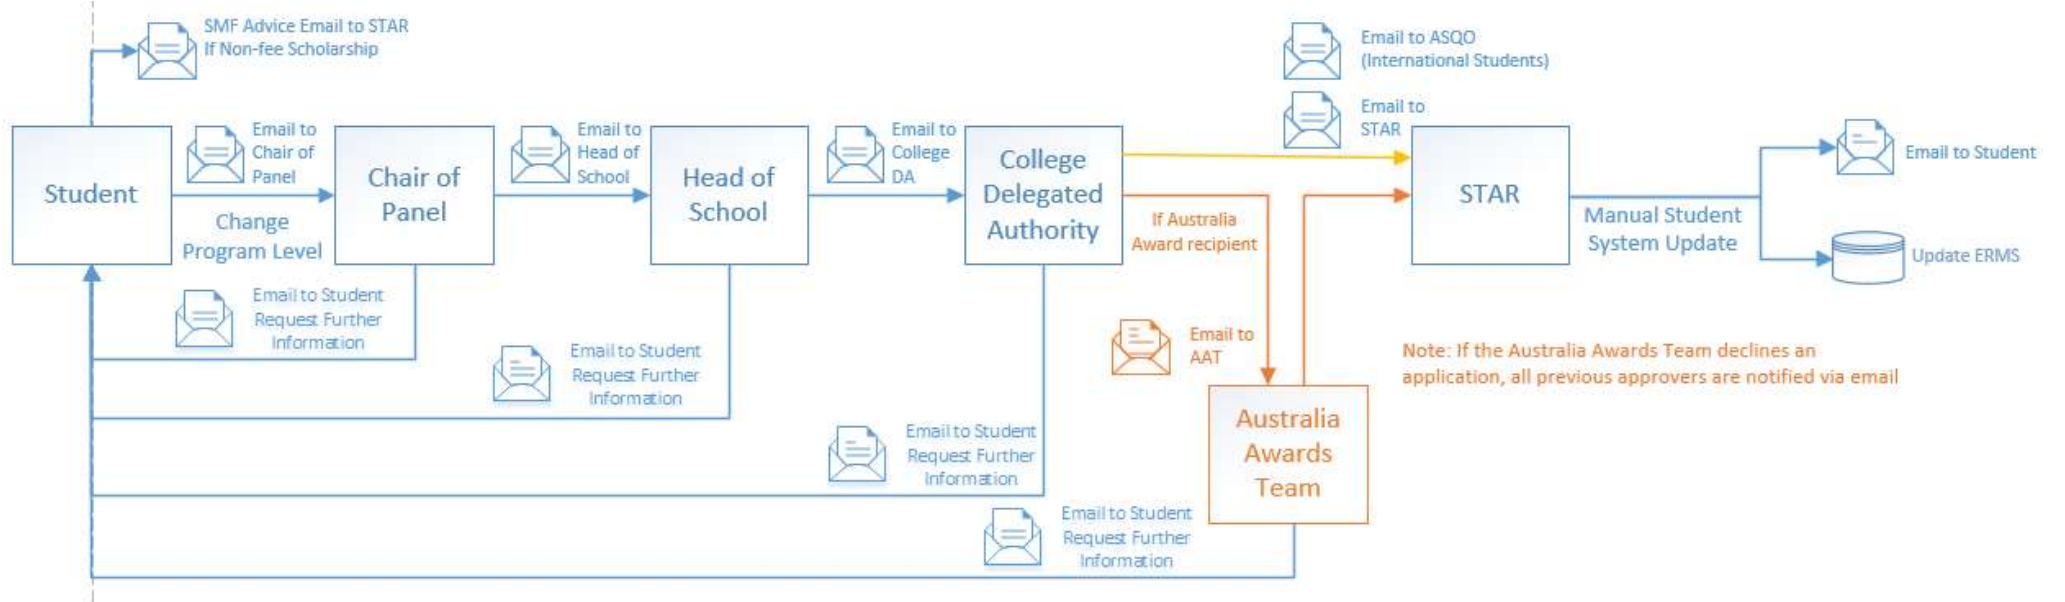 SMF Advice Email to STAR
If Non-fee Scholarship
Email to ASQO
(International Students)
Email to
STAR
Student
Email to
Chair of
Panel
Change
Program Level
Chair of
Panel
Email to
Head of
School
Head of
School
Email to
College
DA
College
Delegated
Authority
If Australia
Award recipient
STAR
Manual Student
System Update
Email to Student
Update ERMS
Email to Student
Request Further
Information
Email to Student
Request Further
Information
Email to Student
Request Further
Information
Email to
AAT
Note: If the Australia Awards Team declines an
application, all previous approvers are notified via email
Australia
Awards
Team
Email to Student
Request Further
Information